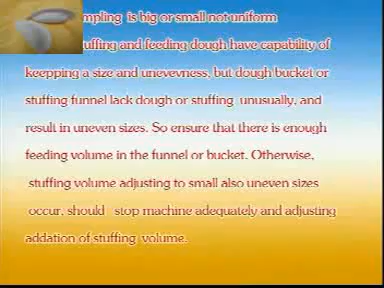 mpling is big or small not uniform
uffing and feeding dough have capability of
keepping a size and unevevness, but dough bucket or
stuffing funnel lack dough or stuffing unusually, and
result in uneven sizes. So ensure that there is enough
feeding volume in the funnel or bucket. Otherwise,
stuffing volume adjusting to small also uneven sizes
occur, should stop machine adequately and adjusting
addation of stuffing volume.